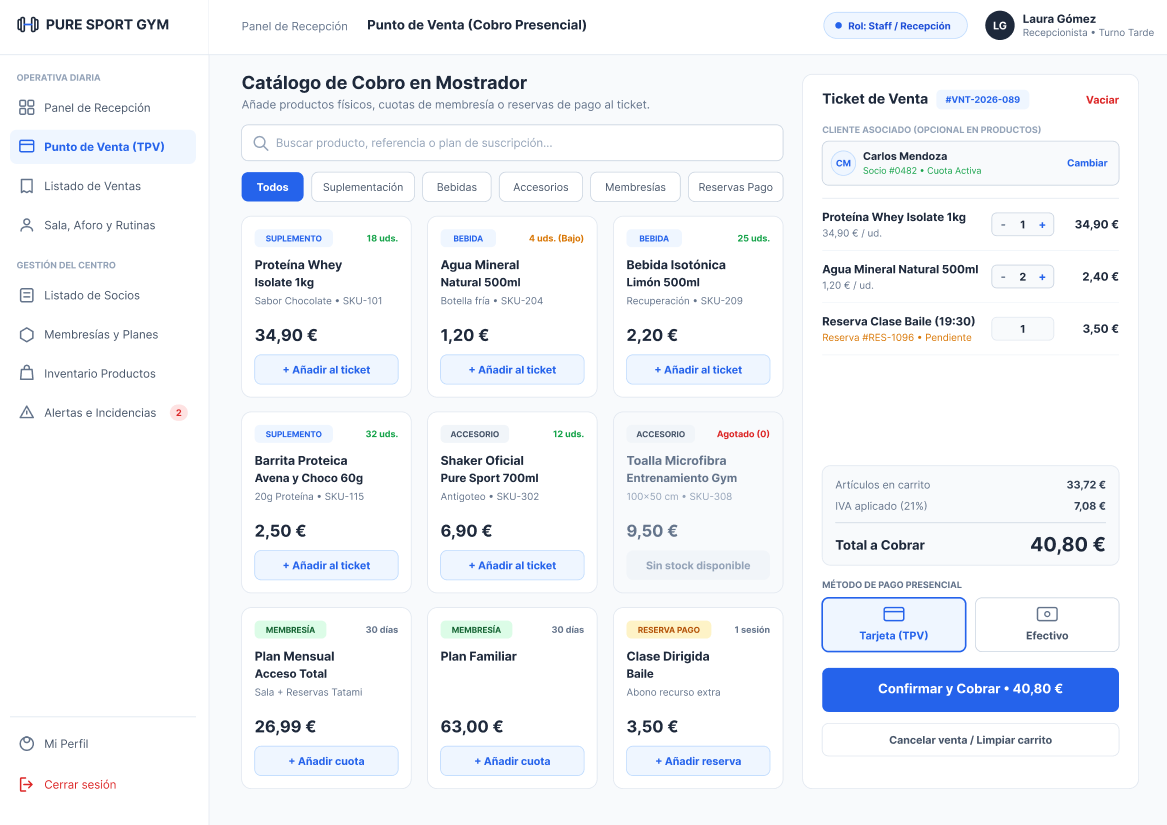 PURE SPORT GYM
Panel de Recepción
Punto de Venta (Cobro Presencial)
Rol: Staff / Recepción
LG
Laura Gómez
Recepcionista • Turno Tarde
OPERATIVA DIARIA
Panel de Recepción
Punto de Venta (TPV)
Listado de Ventas
Sala, Aforo y Rutinas
GESTIÓN DEL CENTRO
Listado de Socios
Membresías y Planes
Inventario Productos
Alertas e Incidencias 2
Mi Perfil
Cerrar sesión
Catálogo de Cobro en Mostrador
Añade productos físicos, cuotas de membresía o reservas de pago al ticket.
Buscar producto, referencia o plan de suscripción...
Todos Suplementación Bebidas Accesorios Membresías Reservas Pago
SUPLEMENTO 18 uds.
Proteína Whey
Isolate 1kg
Sabor Chocolate • SKU-101
34,90 €
+ Añadir al ticket
BEBIDA 4 uds. (Bajo)
Agua Mineral
Natural 500ml
Botella fría • SKU-204
1,20 €
+ Añadir al ticket
BEBIDA 25 uds.
Bebida Isotónica
Limón 500ml
Recuperación • SKU-209
2,20 €
+ Añadir al ticket
SUPLEMENTO 32 uds.
Barrita Proteica
Avena y Choco 60g
20g Proteína • SKU-115
2,50 €
+ Añadir al ticket
ACCESORIO 12 uds.
Shaker Oficial
Pure Sport 700ml
Antigoteo • SKU-302
6,90 €
+ Añadir al ticket
ACCESORIO Agotado (0)
Toalla Microfibra
Entrenamiento Gym
100×50 cm • SKU-308
9,50 €
Sin stock disponible
MEMBRESÍA 30 días
Plan Mensual
Acceso Total
Sala + Reservas Tatami
26,99 €
+ Añadir cuota
MEMBRESÍA 30 días
Plan Familiar
63,00 €
+ Añadir cuota
RESERVA PAGO 1 sesión
Clase Dirigida
Baile
Abono recurso extra
3,50 €
+ Añadir reserva
Ticket de Venta #VNT-2026-089 Vaciar
CLIENTE ASOCIADO (OPCIONAL EN PRODUCTOS)
CM
Carlos Mendoza
Socio #0482 • Cuota Activa
Cambiar
Proteína Whey Isolate 1kg
34,90 € / ud.
- 1 + 34,90 €
Agua Mineral Natural 500ml
1,20 € / ud.
- 2 + 2,40 €
Reserva Clase Baile (19:30)
Reserva #RES-1096 • Pendiente
1 3,50 €
Artículos en carrito 33,72 €
IVA aplicado (21%) 7,08 €
Total a Cobrar 40,80 €
MÉTODO DE PAGO PRESENCIAL
Tarjeta (TPV)
Efectivo
Confirmar y Cobrar • 40,80 €
Cancelar venta / Limpiar carrito